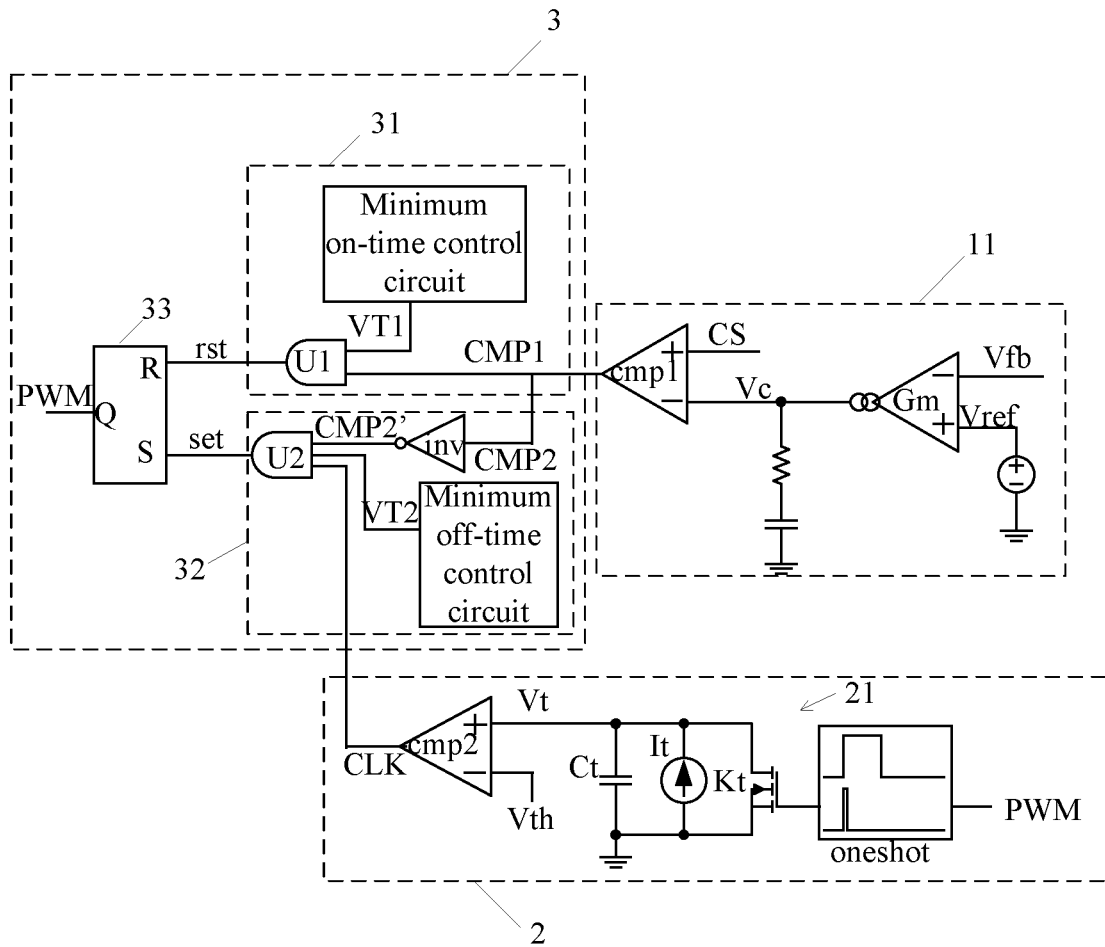 3
31
Minimum
on-time control
circuit
11
33
VT1
rst
U1
CMP1
CS
R
cmp1
Vfb
PWM
Q
Vc
Gm
Vref
S
set
U2
CMP2’
inv
CMP2
VT2
Minimum
off-time
control
circuit
32
21
Vt
CLK
cmp2
Ct
It
Kt
Vth
PWM
oneshot
2